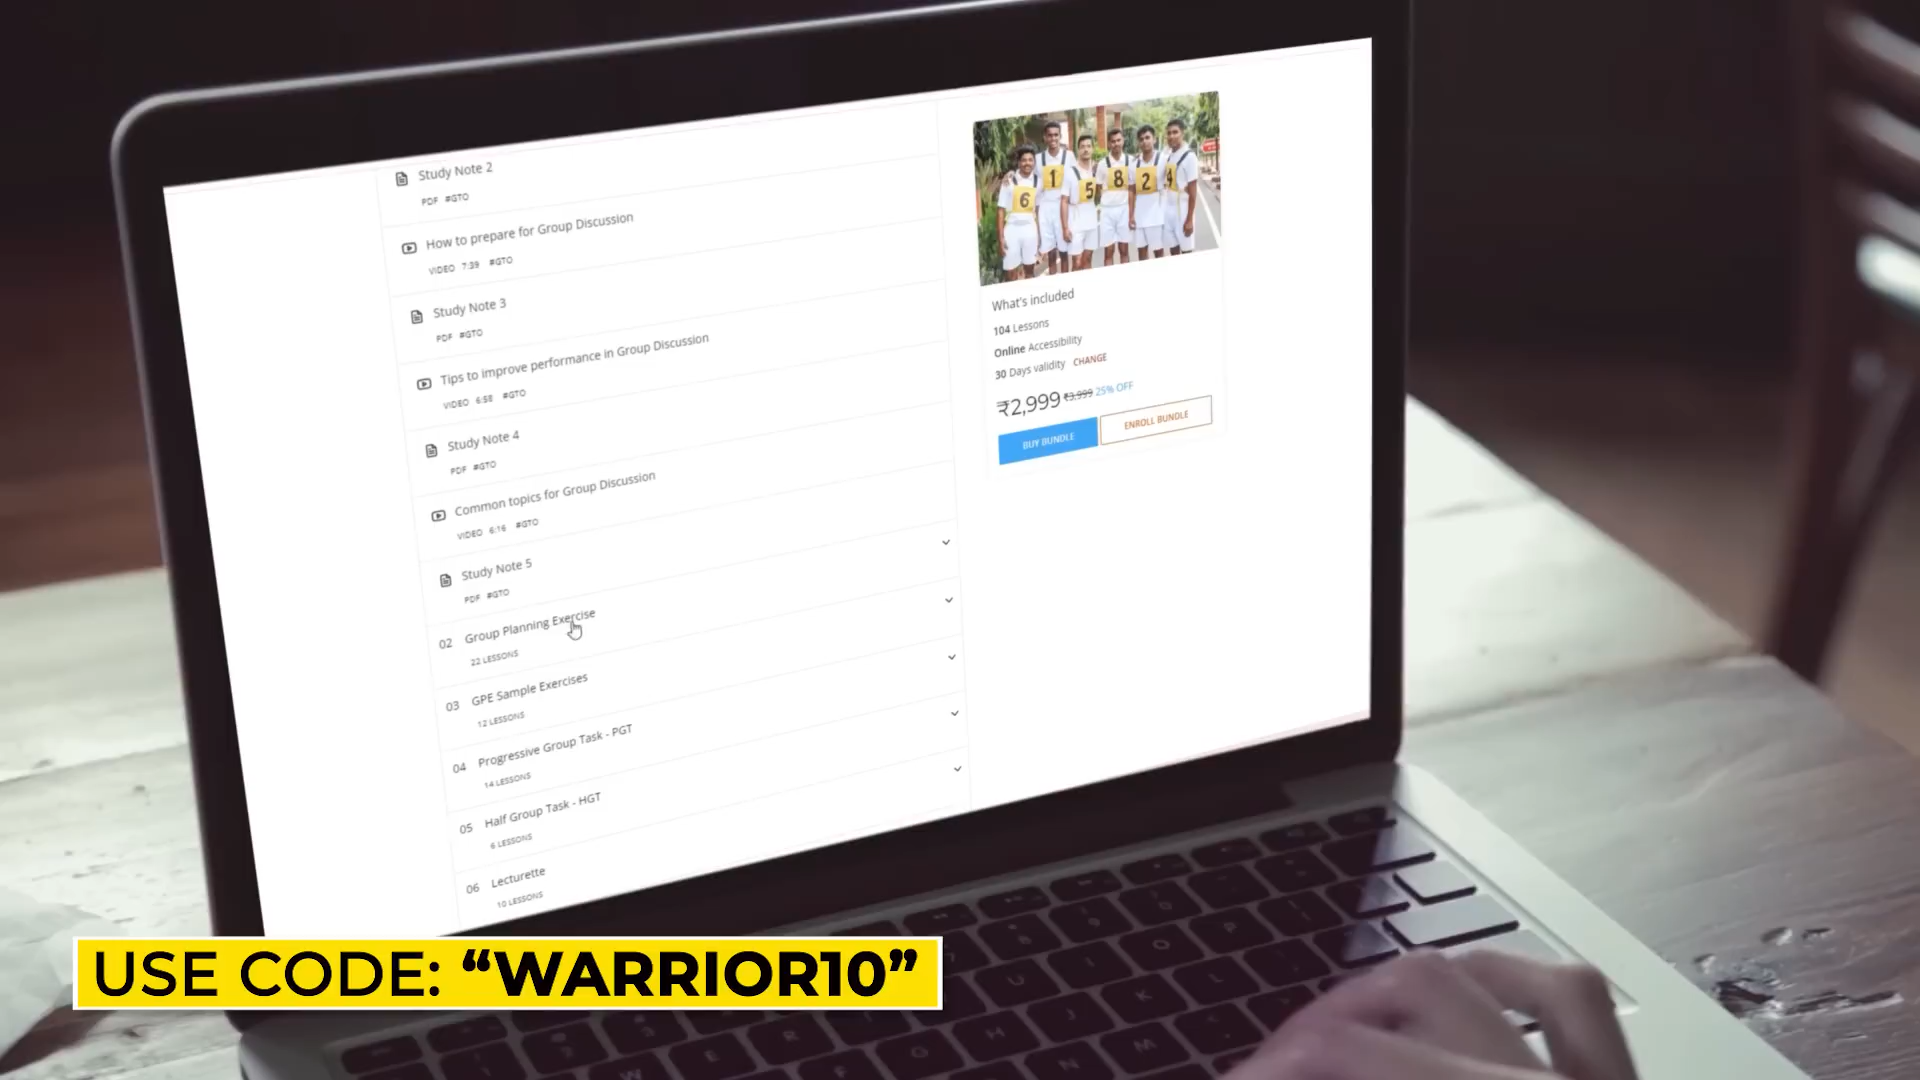 Study Note 2
PDF #GTO
How to prepare for Group Discussion
VIDEO 7:39 #GTO
Study Note 3
PDF #GTO
Tips to improve performance in Group Discussion
VIDEO 6:58 #GTO
Study Note 4
PDF #GTO
Common topics for Group Discussion
VIDEO 6:16 #GTO
Study Note 5
PDF #GTO
02 Group Planning Exercise
22 LESSONS
03 GPE Sample Exercises
12 LESSONS
04 Progressive Group Task - PGT
14 LESSONS
05 Half Group Task - HGT
6 LESSONS
06 Lecturette
10 LESSONS
6 1 5 8 2 4
What's included
104 Lessons
Online Accessibility
30 Days validity CHANGE
₹2,999 ₹3,999 25% OFF
BUY BUNDLE ENROLL BUNDLE
USE CODE: “WARRIOR10”